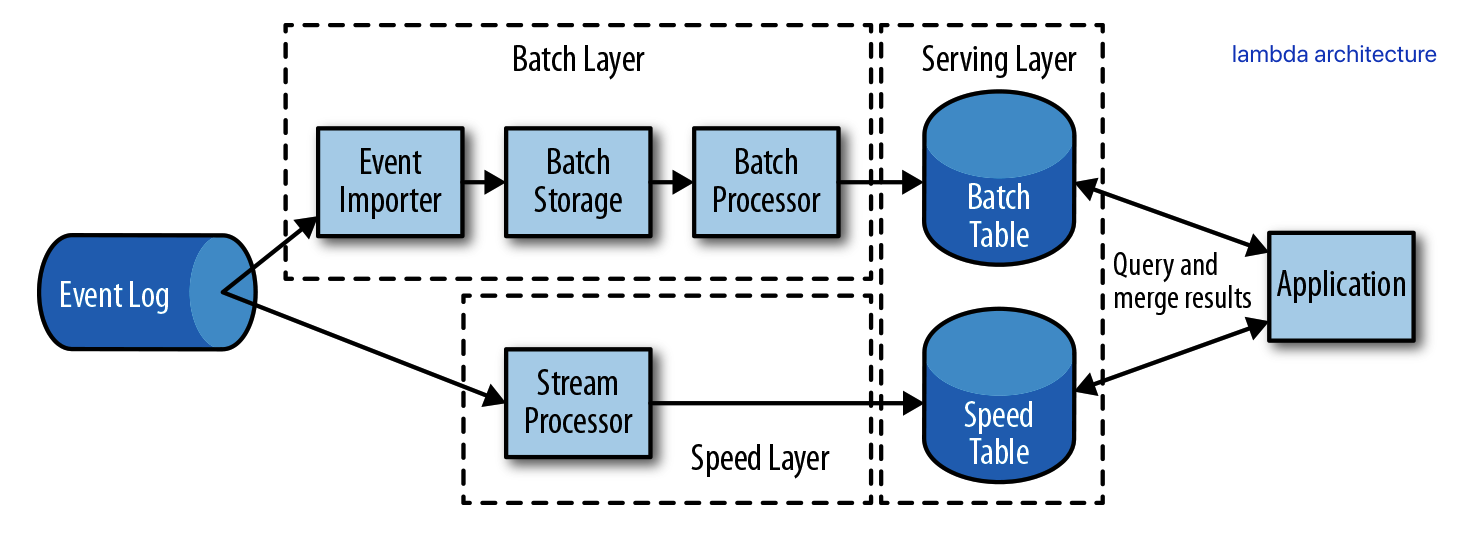 Batch Layer
Serving Layer
lambda architecture
Event
Importer
Batch
Storage
Batch
Processor
Batch
Table
Event Log
Query and
merge results
Application
Stream
Processor
Speed
Table
Speed Layer